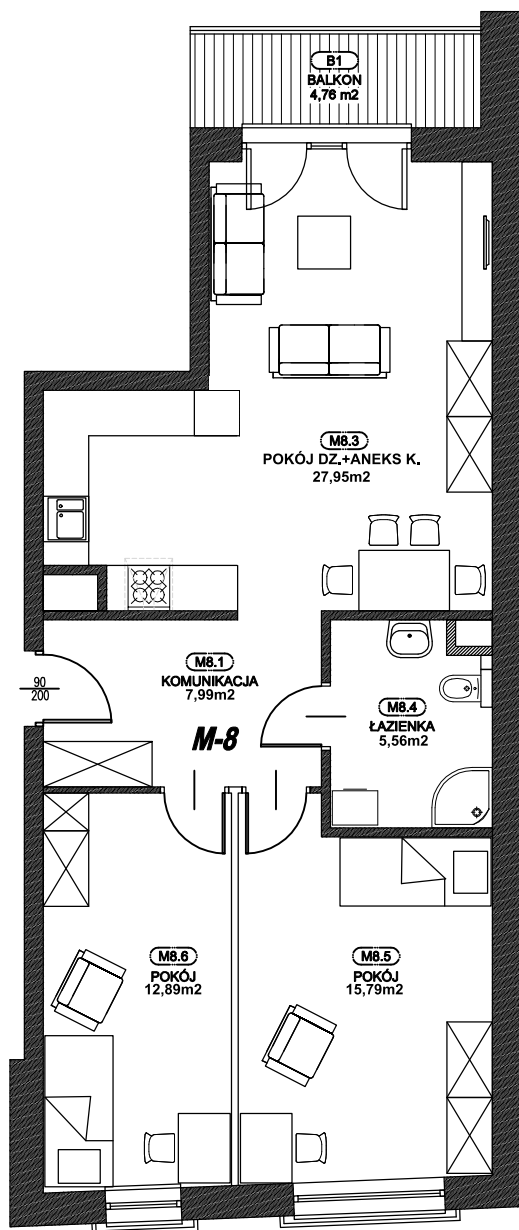 B1
BALKON
4,76 m2
M8.3
POKÓJ DZ.+ANEKS K.
27,95m2
M8.1
KOMUNIKACJA
7,99m2
90
200
M-8
M8.4
ŁAZIENKA
5,56m2
M8.6
POKÓJ
12,89m2
M8.5
POKÓJ
15,79m2